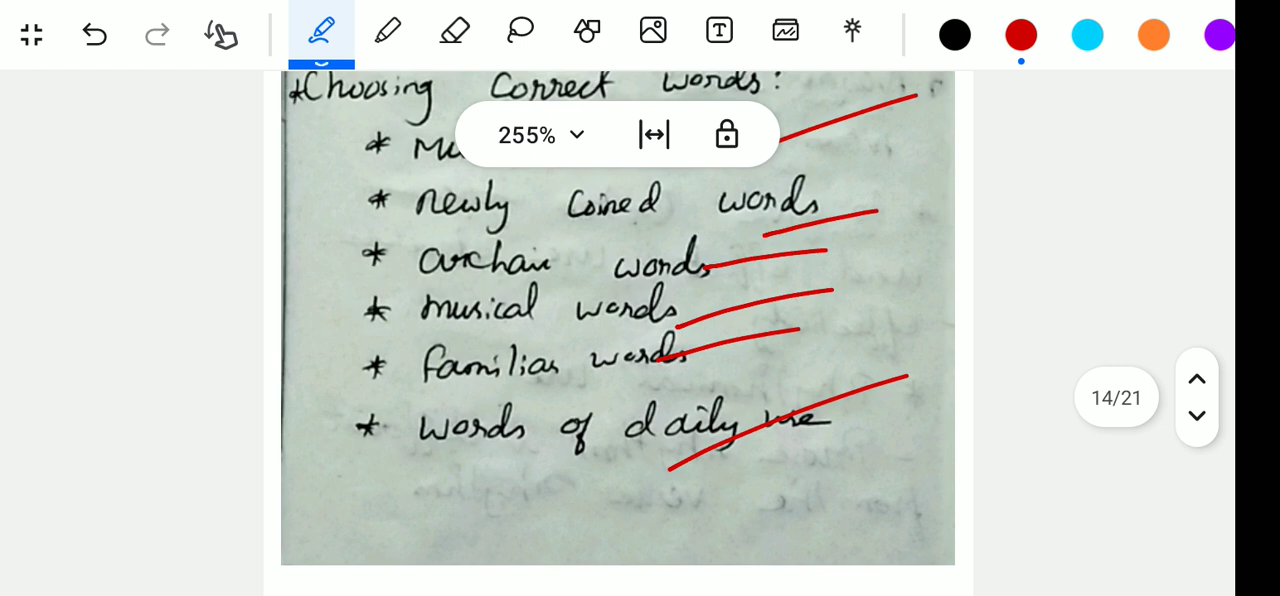 *Choosing Correct words:
255%
* Mu
* newly coined words
* archaic words
* musical words
* familiar words
* words of daily use
14/21